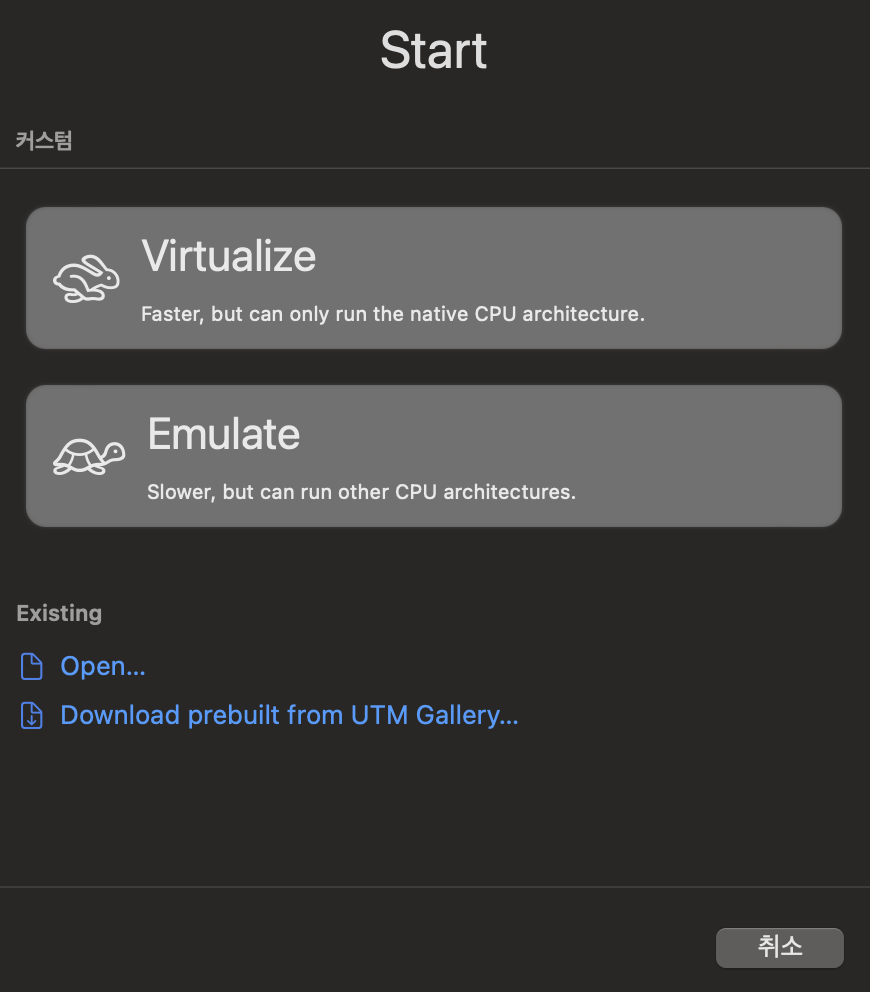 Start
커스텀
Virtualize
Faster, but can only run the native CPU architecture.
Emulate
Slower, but can run other CPU architectures.
Existing
Open...
Download prebuilt from UTM Gallery...
취소